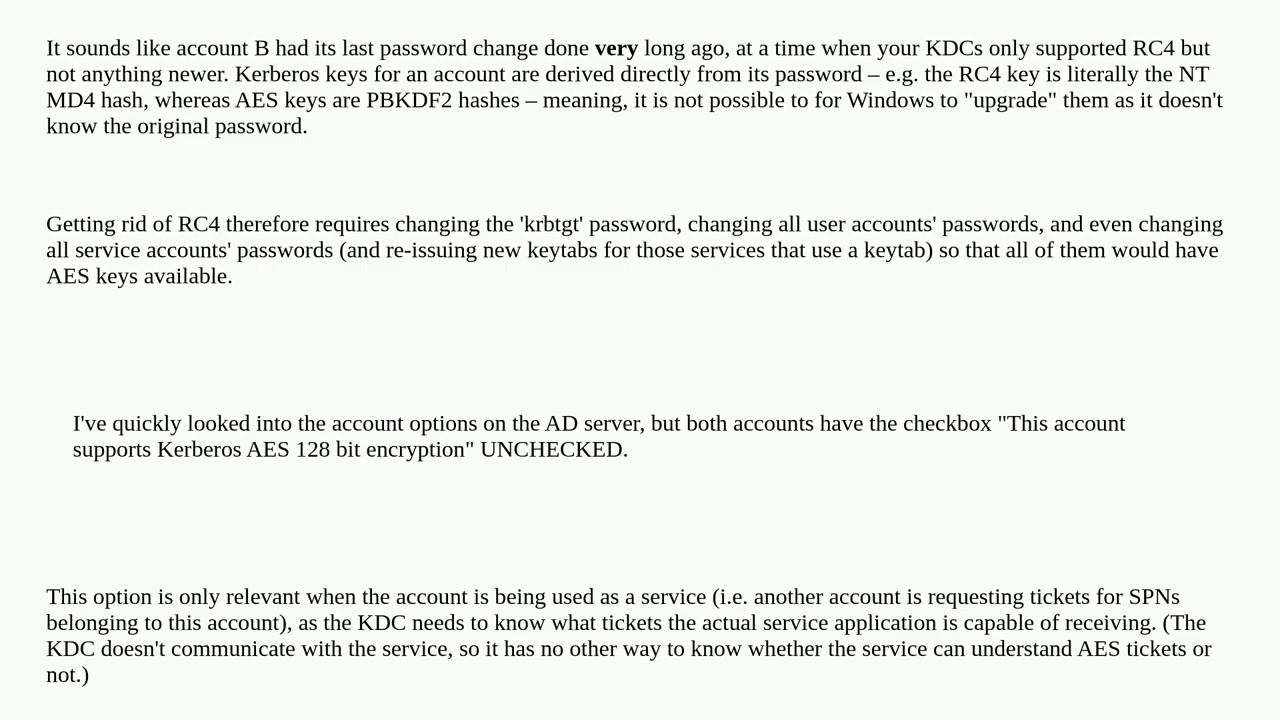 It sounds like account B had its last password change done very long ago, at a time when your KDCs only supported RC4 but
not anything newer. Kerberos keys for an account are derived directly from its password – e.g. the RC4 key is literally the NT
MD4 hash, whereas AES keys are PBKDF2 hashes – meaning, it is not possible to for Windows to "upgrade" them as it doesn't
know the original password.
Getting rid of RC4 therefore requires changing the 'krbtgt' password, changing all user accounts' passwords, and even changing
all service accounts' passwords (and re-issuing new keytabs for those services that use a keytab) so that all of them would have
AES keys available.
I've quickly looked into the account options on the AD server, but both accounts have the checkbox "This account
supports Kerberos AES 128 bit encryption" UNCHECKED.
This option is only relevant when the account is being used as a service (i.e. another account is requesting tickets for SPNs
belonging to this account), as the KDC needs to know what tickets the actual service application is capable of receiving. (The
KDC doesn't communicate with the service, so it has no other way to know whether the service can understand AES tickets or
not.)